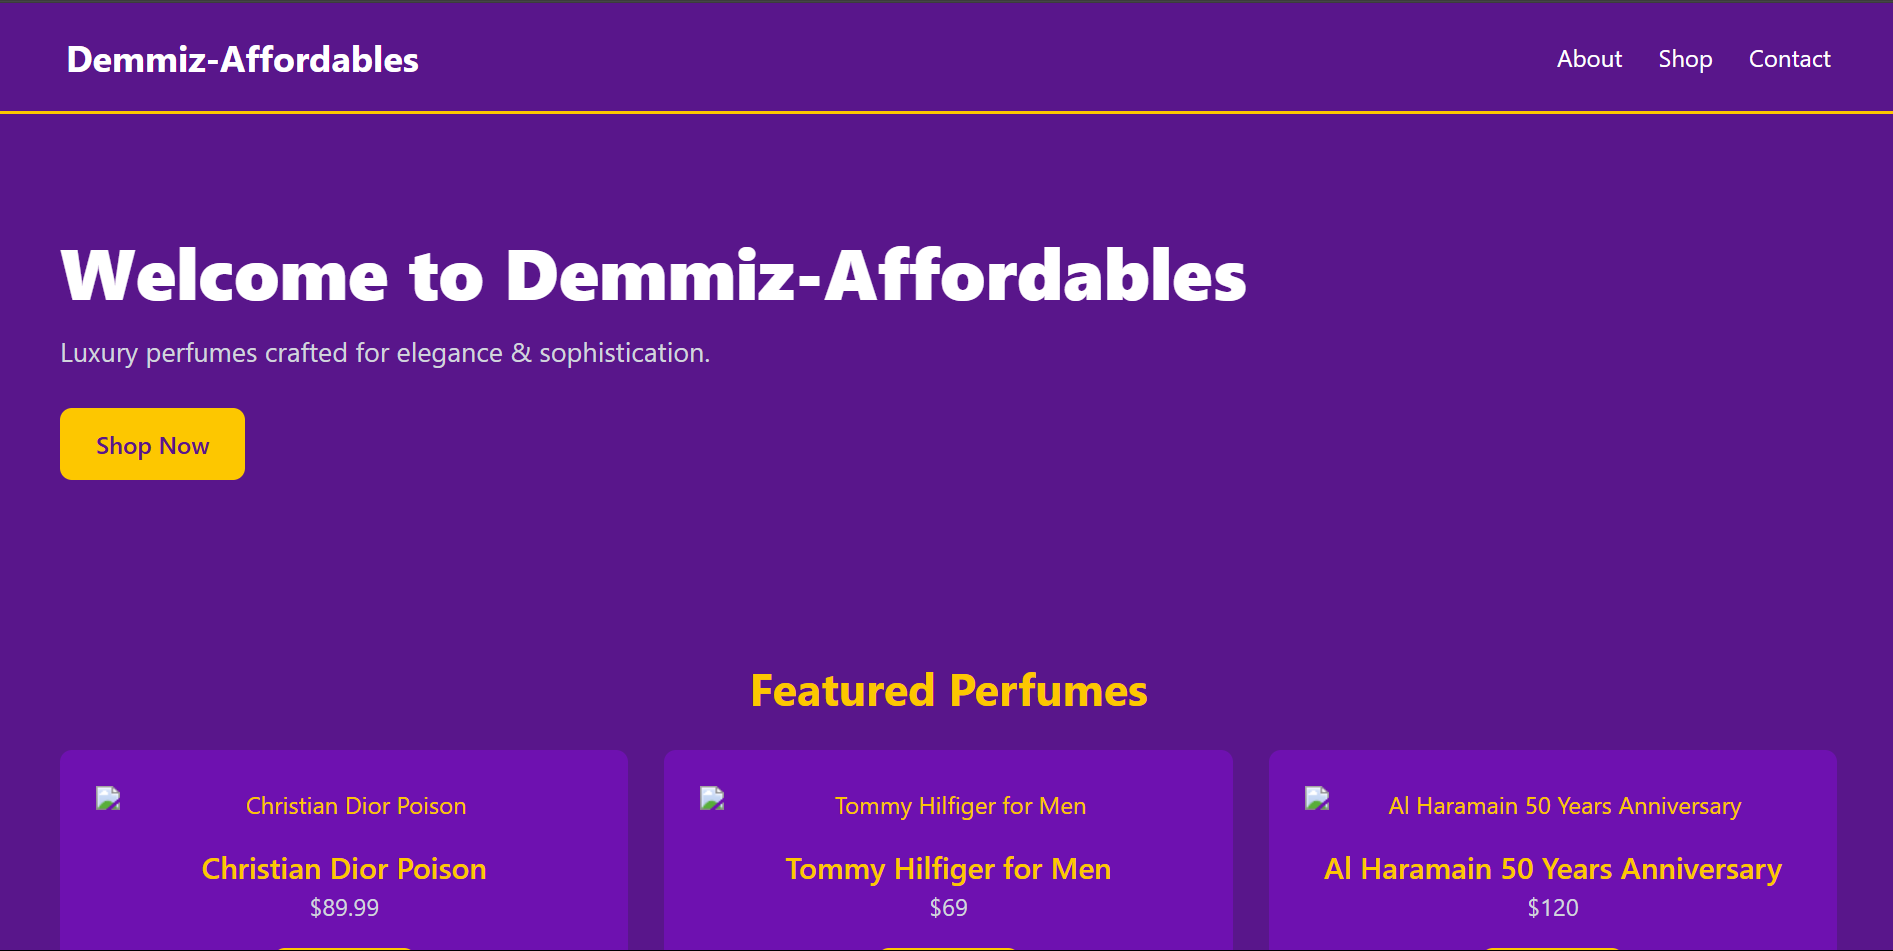 Demmiz-Affordables
About Shop Contact
Welcome to Demmiz-Affordables
Luxury perfumes crafted for elegance & sophistication.
Shop Now
Featured Perfumes
Christian Dior Poison
Christian Dior Poison
$89.99
Tommy Hilfiger for Men
Tommy Hilfiger for Men
$69
Al Haramain 50 Years Anniversary
Al Haramain 50 Years Anniversary
$120